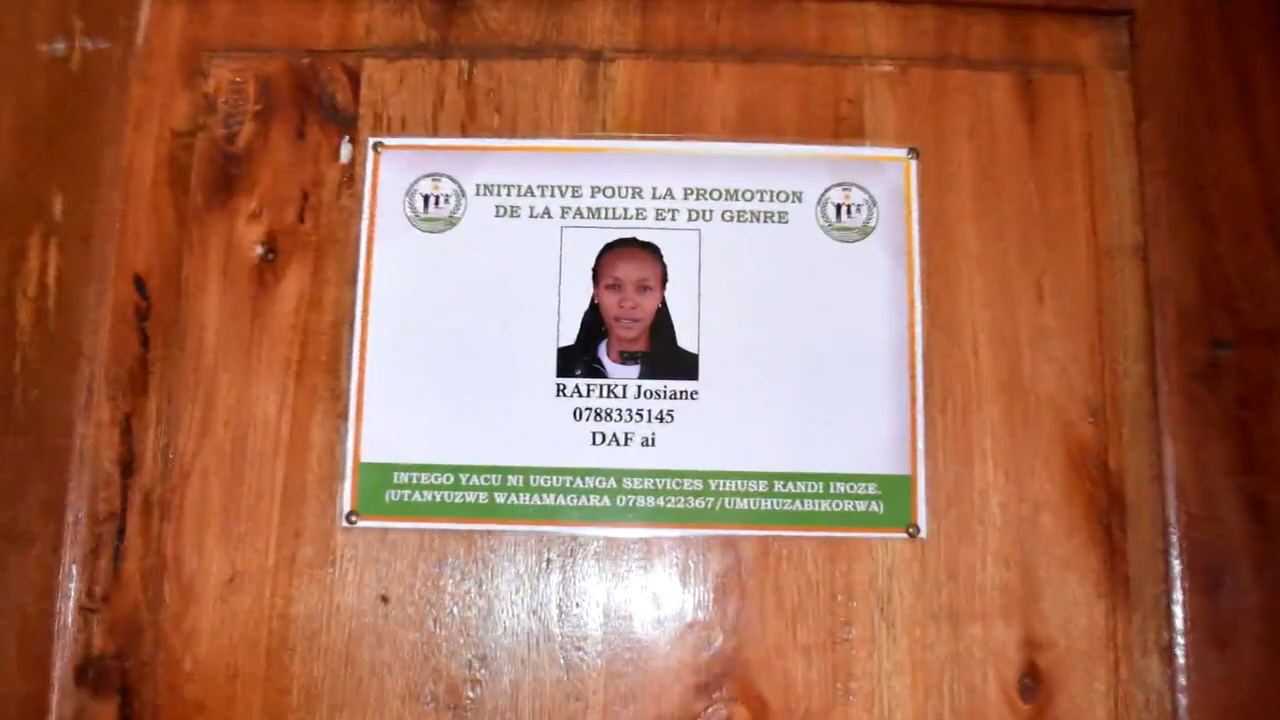 INITIATIVE POUR LA PROMOTION
DE LA FAMILLE ET DU GENRE
RAFIKI Josiane
0788335145
DAF ai
INTEGO YACU NI UGUTANGA SERVICES YIHUSE KANDI INOZE.
(UTANYUZWE WAHAMAGARA 0788422367/UMUHUZABIKORWA)